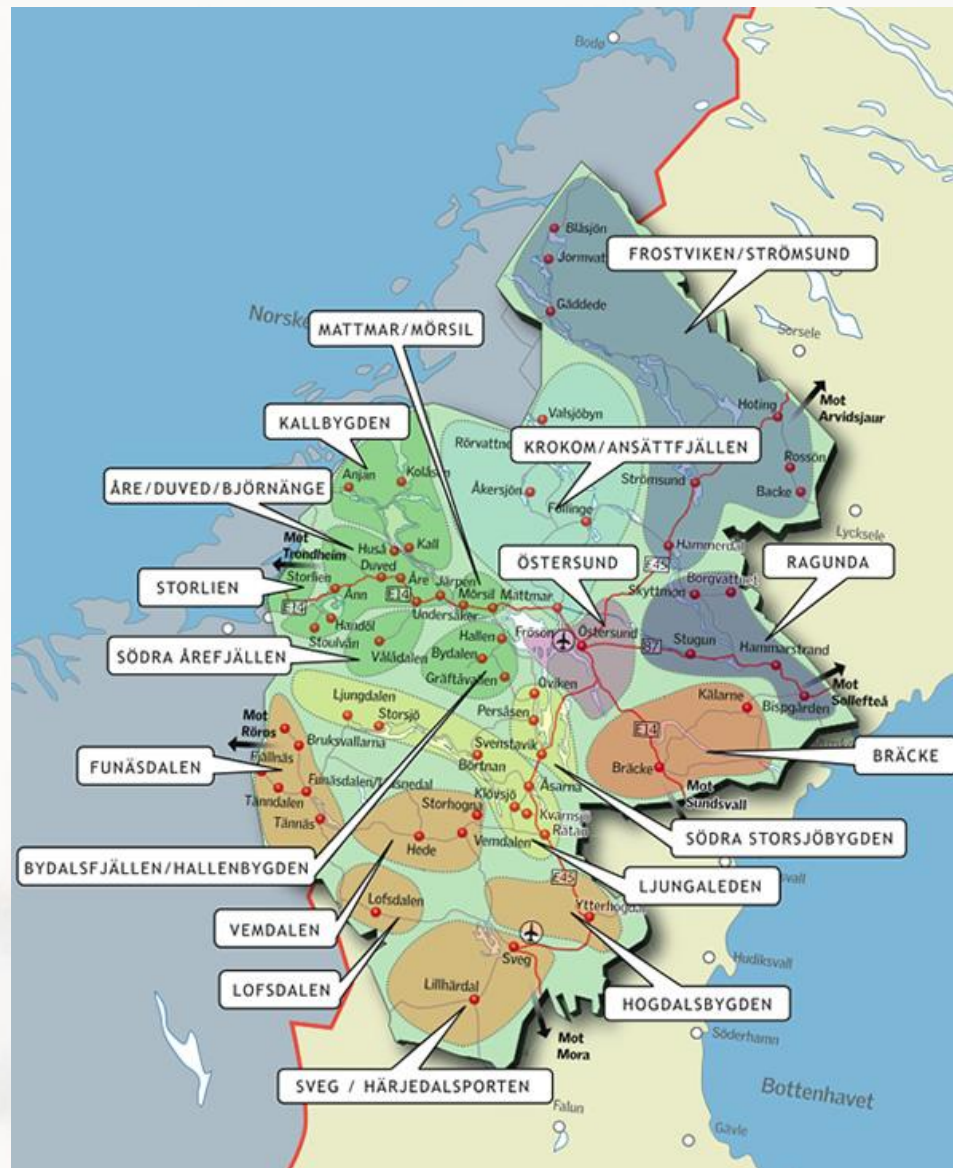 Bodø
Blåsjön
FROSTVIKEN/STRÖMSUND
Jormvatt
Gäddede
Norske
MATTMAR/MÖRSIL
Sorsele
Mot
Arvidsjaur
Hoting
KALLBYGDEN
Valsjöbyn
Rörvattn
KROKOM/ANSÄTTFJÄLLEN
Rossön
Anjan
Kolåsen
ÅRE/DUVED/BJÖRNÄNGE
Åkersjön
Strömsund
Backe
Föllinge
Lycksele
Mot
Trondheim
Huså
Kall
Hammerdal
ÖSTERSUND
RAGUNDA
Duved
E45
STORLIEN
Storlien
Åre
Järpen
Borgvattnet
Ånn
E14
Mörsil
Mattmar
Skyttmon
E14
Undersåker
Handöl
Hallen
Frösön
Östersund
Stugun
Storulvån
87
Hammarstrand
SÖDRA ÅREFJÄLLEN
Vålådalen
Bydalen
Mot
Sollefteå
Gräftåvallen
Oviken
Kälarne
Bispgården
Ljungdalen
Storsjö
Persåsen
Mot
Röros
Bruksvallarna
Svenstavik
E14
Fjällnäs
Börtnan
BRÄCKE
FUNÄSDALEN
Bräcke
Åsarna
Mot
Sundsvall
Funäsdalen/
Tänndalen
Storhogna
Klövsjö
Kvarnsjö
Tännäs
Rätan
SÖDRA STORSJÖBYGDEN
Hede
Vemdalen
BYDALSFJÄLLEN/HALLENBYGDEN
LJUNGALEDEN
E45
Lofsdalen
Ytterhogdal
VEMDALEN
Sveg
Hudiksvall
LOFSDALEN
Lillhärdal
HOGDALSBYGDEN
Söderhamn
Mot
Mora
SVEG / HÄRJEDALSPORTEN
Bottenhavet
Falun
Gävle